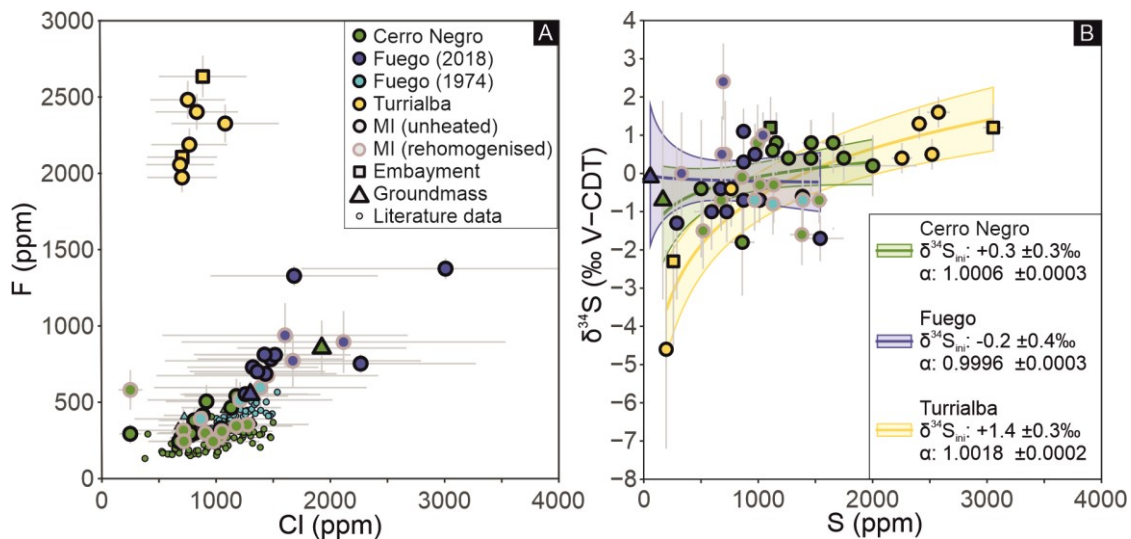 A
3000
2500
2000
1500
1000
500
0
F (ppm)
0
1000
2000
3000
4000
Cl (ppm)
Cerro Negro
Fuego (2018)
Fuego (1974)
Turrialba
MI (unheated)
MI (rehomogenised)
Embayment
Groundmass
Literature data
B
4
3
2
1
0
−1
−2
−3
−4
−5
−6
−7
−8
δ³⁴S (‰ V−CDT)
0
1000
2000
3000
4000
S (ppm)
Cerro Negro
δ³⁴Sᵢₙᵢ: +0.3 ±0.3‰
α: 1.0006 ±0.0003
Fuego
δ³⁴Sᵢₙᵢ: -0.2 ±0.4‰
α: 0.9996 ±0.0003
Turrialba
δ³⁴Sᵢₙᵢ: +1.4 ±0.3‰
α: 1.0018 ±0.0002